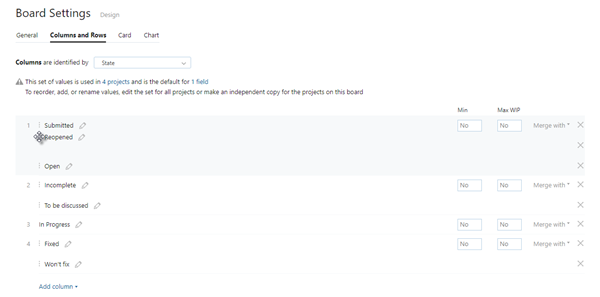 Board Settings Design
General Columns and Rows Card Chart
Columns are identified by State
This set of values is used in 4 projects and is the default for 1 field
To reorder, add, or rename values, edit the set for all projects or make an independent copy for the projects on this board
Min Max WIP
1 Submitted No No Merge with
Reopened
Open
2 Incomplete No No Merge with
To be discussed
3 In Progress No No Merge with
4 Fixed No No Merge with
Won't fix
Add column